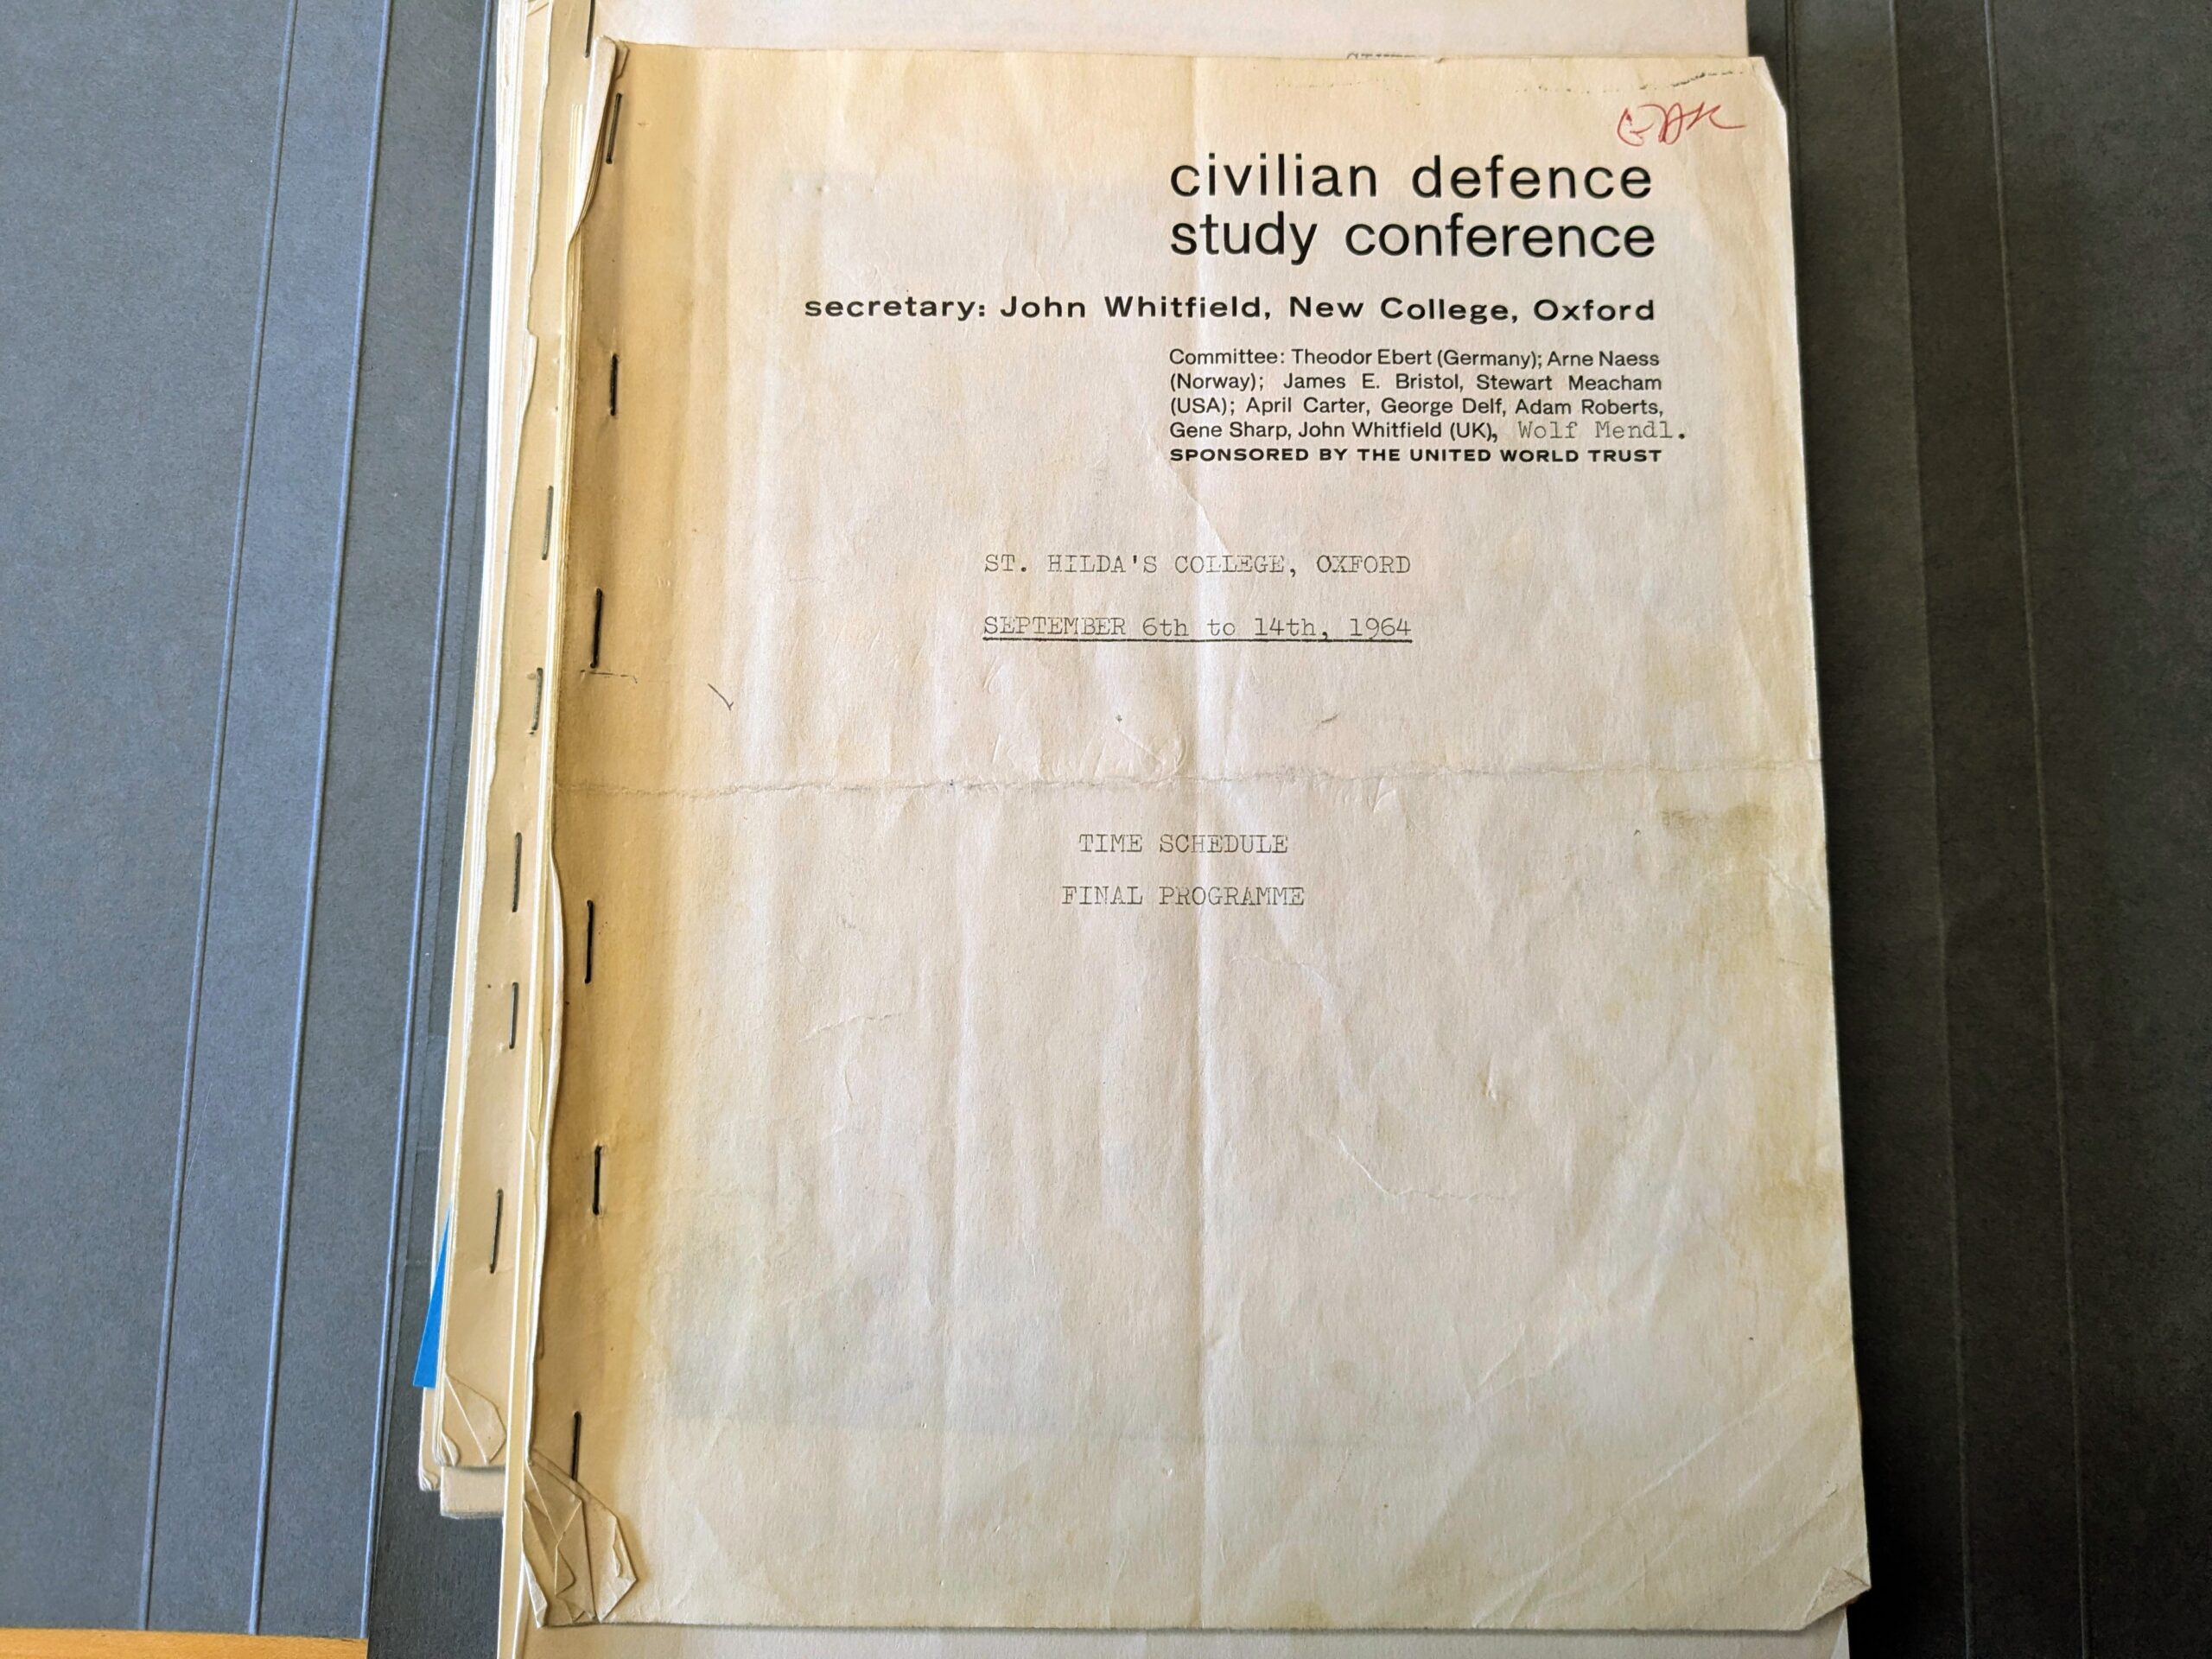 civilian defence
study conference
secretary: John Whitfield, New College, Oxford
Committee: Theodor Ebert (Germany); Arne Naess
(Norway); James E. Bristol, Stewart Meacham
(USA); April Carter, George Delf, Adam Roberts,
Gene Sharp, John Whitfield (UK), Wolf Mendl.
SPONSORED BY THE UNITED WORLD TRUST
ST. HILDA'S COLLEGE, OXFORD
SEPTEMBER 6th to 14th, 1964
TIME SCHEDULE
FINAL PROGRAMME